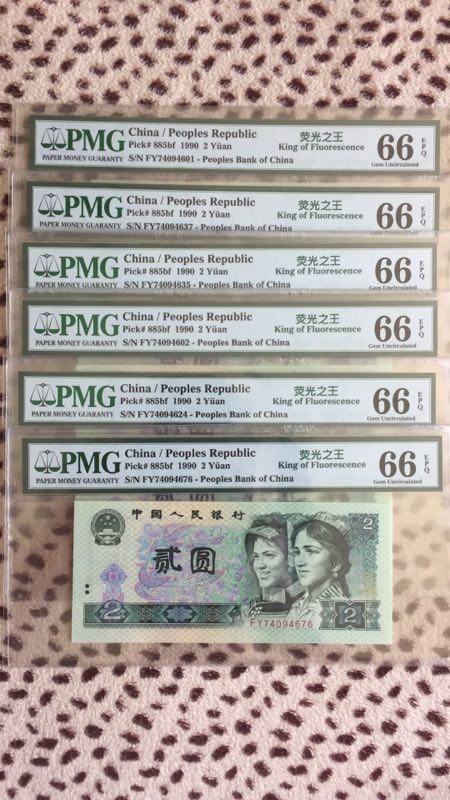 PMG
PAPER MONEY GUARANTY
China / Peoples Republic
Pick# 885bf 1990 2 Yüan
S/N FY74094601 - Peoples Bank of China
荧光之王
King of Fluorescence
66 EPQ
Gem Uncirculated
PMG
PAPER MONEY GUARANTY
China / Peoples Republic
Pick# 885bf 1990 2 Yüan
S/N FY74094637 - Peoples Bank of China
荧光之王
King of Fluorescence
66 EPQ
Gem Uncirculated
PMG
PAPER MONEY GUARANTY
China / Peoples Republic
Pick# 885bf 1990 2 Yüan
S/N FY74094635 - Peoples Bank of China
荧光之王
King of Fluorescence
66 EPQ
Gem Uncirculated
PMG
PAPER MONEY GUARANTY
China / Peoples Republic
Pick# 885bf 1990 2 Yüan
S/N FY74094602 - Peoples Bank of China
荧光之王
King of Fluorescence
66 EPQ
Gem Uncirculated
PMG
PAPER MONEY GUARANTY
China / Peoples Republic
Pick# 885bf 1990 2 Yüan
S/N FY74094624 - Peoples Bank of China
荧光之王
King of Fluorescence
66 EPQ
Gem Uncirculated
PMG
PAPER MONEY GUARANTY
China / Peoples Republic
Pick# 885bf 1990 2 Yüan
S/N FY74094676 - Peoples Bank of China
荧光之王
King of Fluorescence
66 EPQ
Gem Uncirculated
中国人民银行
2
贰圆
2
FY74094676
2